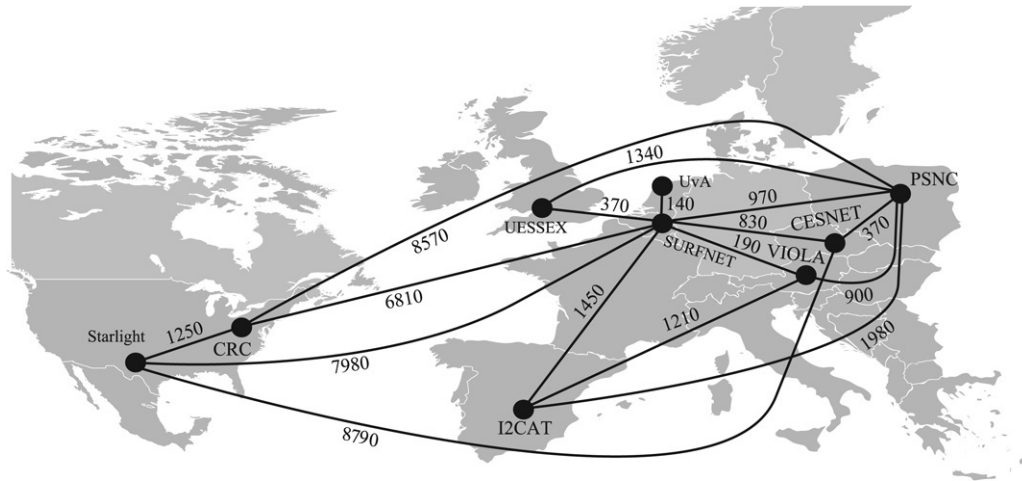 1340
PSNC
UvA
970
140
370
CESNET
830
370
UESSEX
8570
190
VIOLA
SURFNET
6810
900
1450
1210
1980
Starlight
1250
CRC
7980
I2CAT
8790